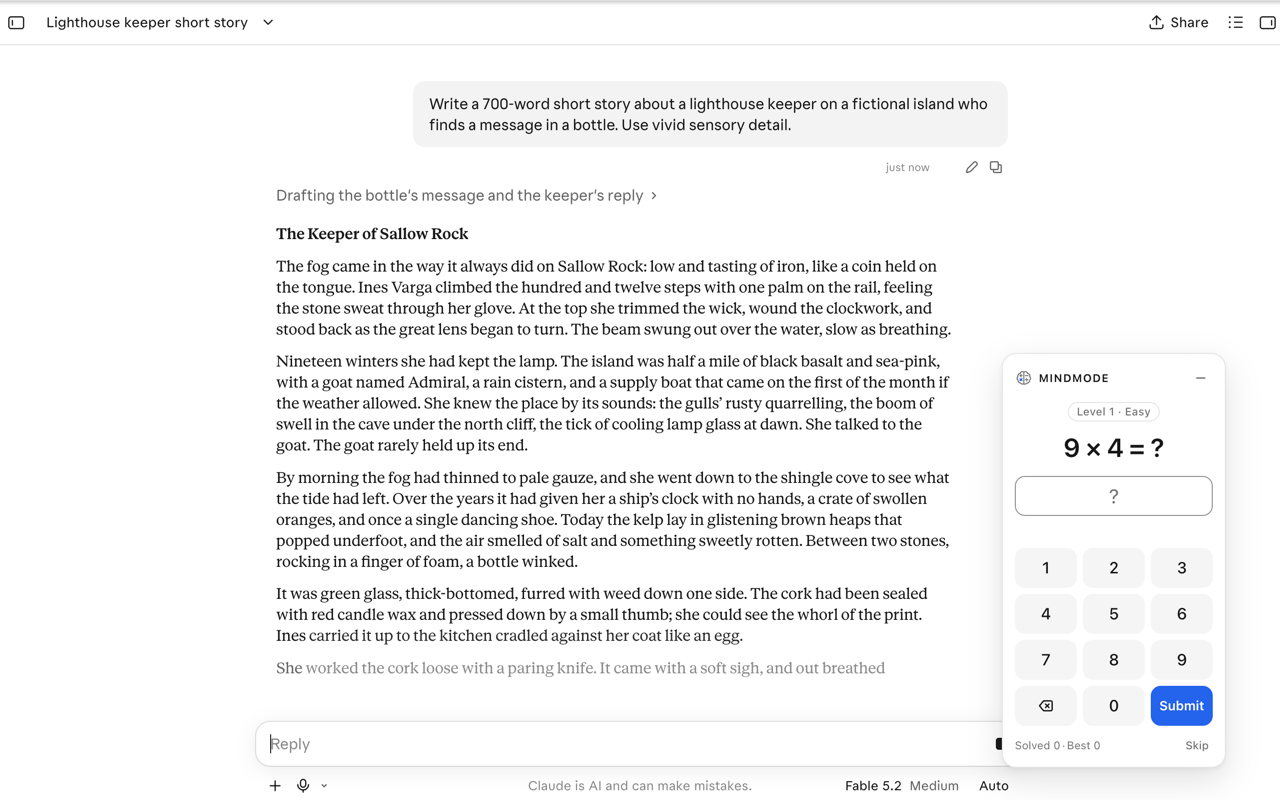 Lighthouse keeper short story
Share
Write a 700-word short story about a lighthouse keeper on a fictional island who
finds a message in a bottle. Use vivid sensory detail.
just now
Drafting the bottle's message and the keeper's reply
The Keeper of Sallow Rock
The fog came in the way it always did on Sallow Rock: low and tasting of iron, like a coin held on
the tongue. Ines Varga climbed the hundred and twelve steps with one palm on the rail, feeling
the stone sweat through her glove. At the top she trimmed the wick, wound the clockwork, and
stood back as the great lens began to turn. The beam swung out over the water, slow as breathing.
Nineteen winters she had kept the lamp. The island was half a mile of black basalt and sea-pink,
with a goat named Admiral, a rain cistern, and a supply boat that came on the first of the month if
the weather allowed. She knew the place by its sounds: the gulls’ rusty quarrelling, the boom of
swell in the cave under the north cliff, the tick of cooling lamp glass at dawn. She talked to the
goat. The goat rarely held up its end.
By morning the fog had thinned to pale gauze, and she went down to the shingle cove to see what
the tide had left. Over the years it had given her a ship’s clock with no hands, a crate of swollen
oranges, and once a single dancing shoe. Today the kelp lay in glistening brown heaps that
popped underfoot, and the air smelled of salt and something sweetly rotten. Between two stones,
rocking in a finger of foam, a bottle winked.
It was green glass, thick-bottomed, furred with weed down one side. The cork had been sealed
with red candle wax and pressed down by a small thumb; she could see the whorl of the print.
Ines carried it up to the kitchen cradled against her coat like an egg.
She worked the cork loose with a paring knife. It came with a soft sigh, and out breathed
Reply
Claude is AI and can make mistakes.
Fable 5.2 Medium Auto
MINDMODE
Level 1 · Easy
9 × 4 = ?
?
1 2 3
4 5 6
7 8 9
0 Submit
Solved 0 · Best 0 Skip